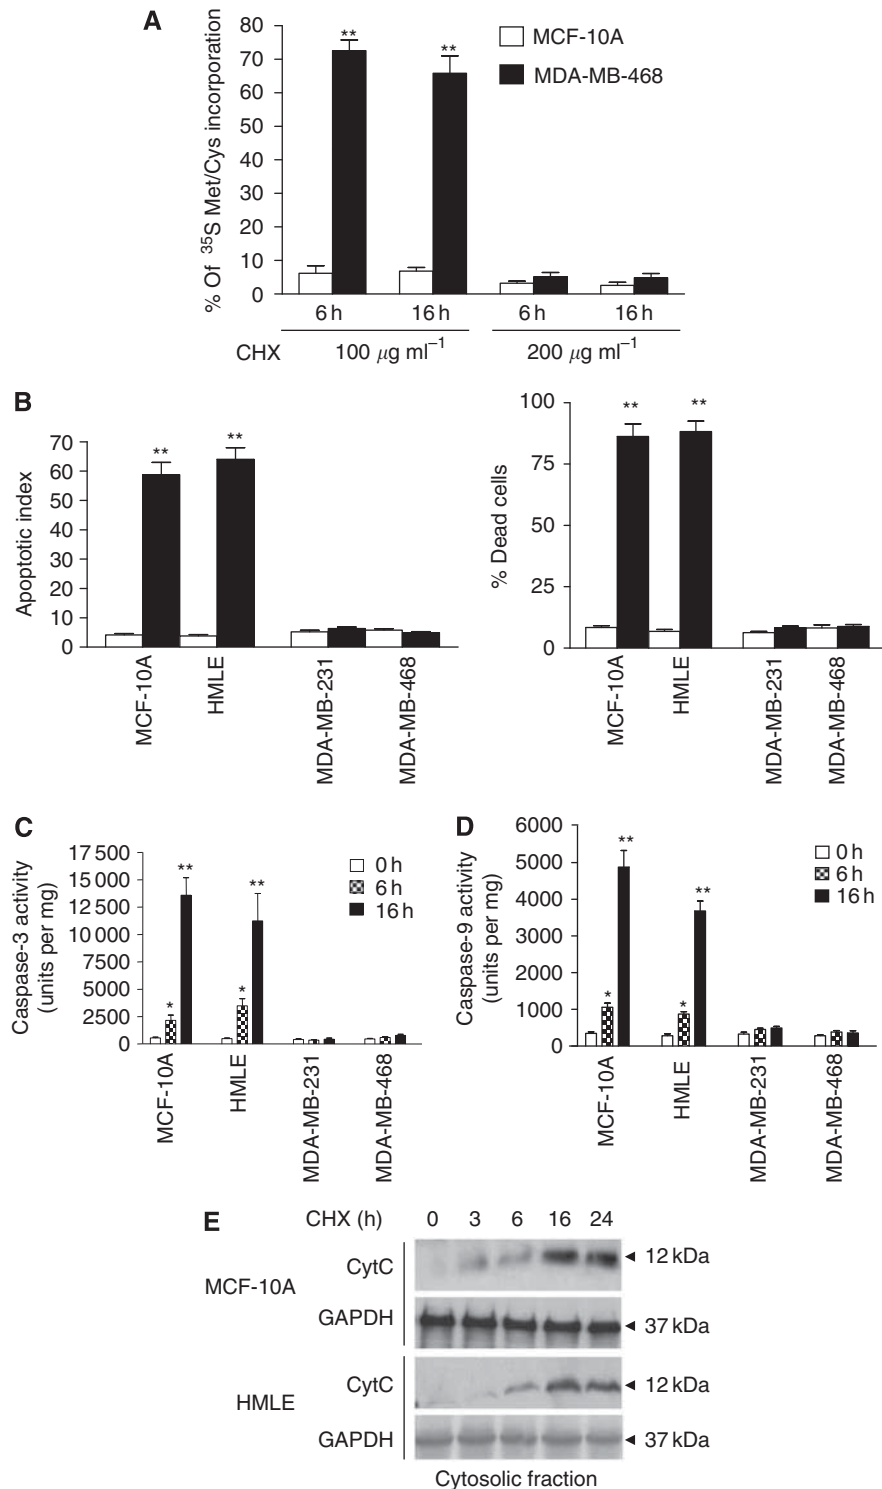 A
80
70
60
50
40
30
20
10
0
% Of ³⁵S Met/Cys incorporation
** **
MCF-10A
MDA-MB-468
6 h 16 h 6 h 16 h
CHX 100 µg ml⁻¹ 200 µg ml⁻¹
B
70
60
50
40
30
20
10
0
Apoptotic index
** **
MCF-10A
HMLE
MDA-MB-231
MDA-MB-468
100
75
50
25
0
% Dead cells
** **
MCF-10A
HMLE
MDA-MB-231
MDA-MB-468
C
17 500
15 000
12 500
10 000
7500
5000
2500
0
Caspase-3 activity
(units per mg)
* ** * **
0 h
6 h
16 h
MCF-10A
HMLE
MDA-MB-231
MDA-MB-468
D
6000
5000
4000
3000
2000
1000
0
Caspase-9 activity
(units per mg)
* ** * **
0 h
6 h
16 h
MCF-10A
HMLE
MDA-MB-231
MDA-MB-468
E
CHX (h) 0 3 6 16 24
MCF-10A
CytC 12 kDa
GAPDH 37 kDa
HMLE
CytC 12 kDa
GAPDH 37 kDa
Cytosolic fraction